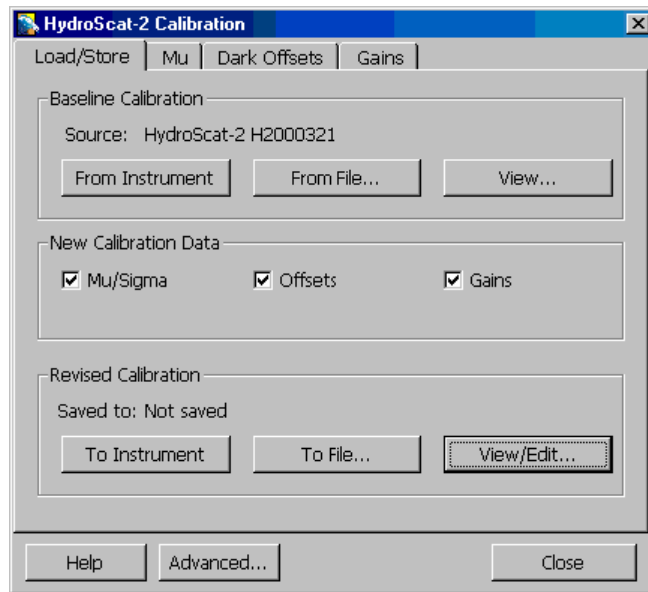 HydroScat-2 Calibration
Load/Store Mu Dark Offsets Gains
Baseline Calibration
Source: HydroScat-2 H2000321
From Instrument From File... View...
New Calibration Data
Mu/Sigma Offsets Gains
Revised Calibration
Saved to: Not saved
To Instrument To File... View/Edit...
Help Advanced... Close